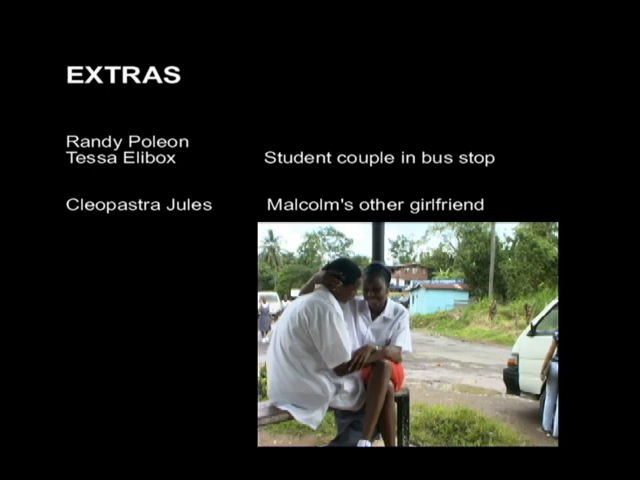 EXTRAS
Randy Poleon
Tessa Elibox Student couple in bus stop
Cleopastra Jules Malcolm's other girlfriend